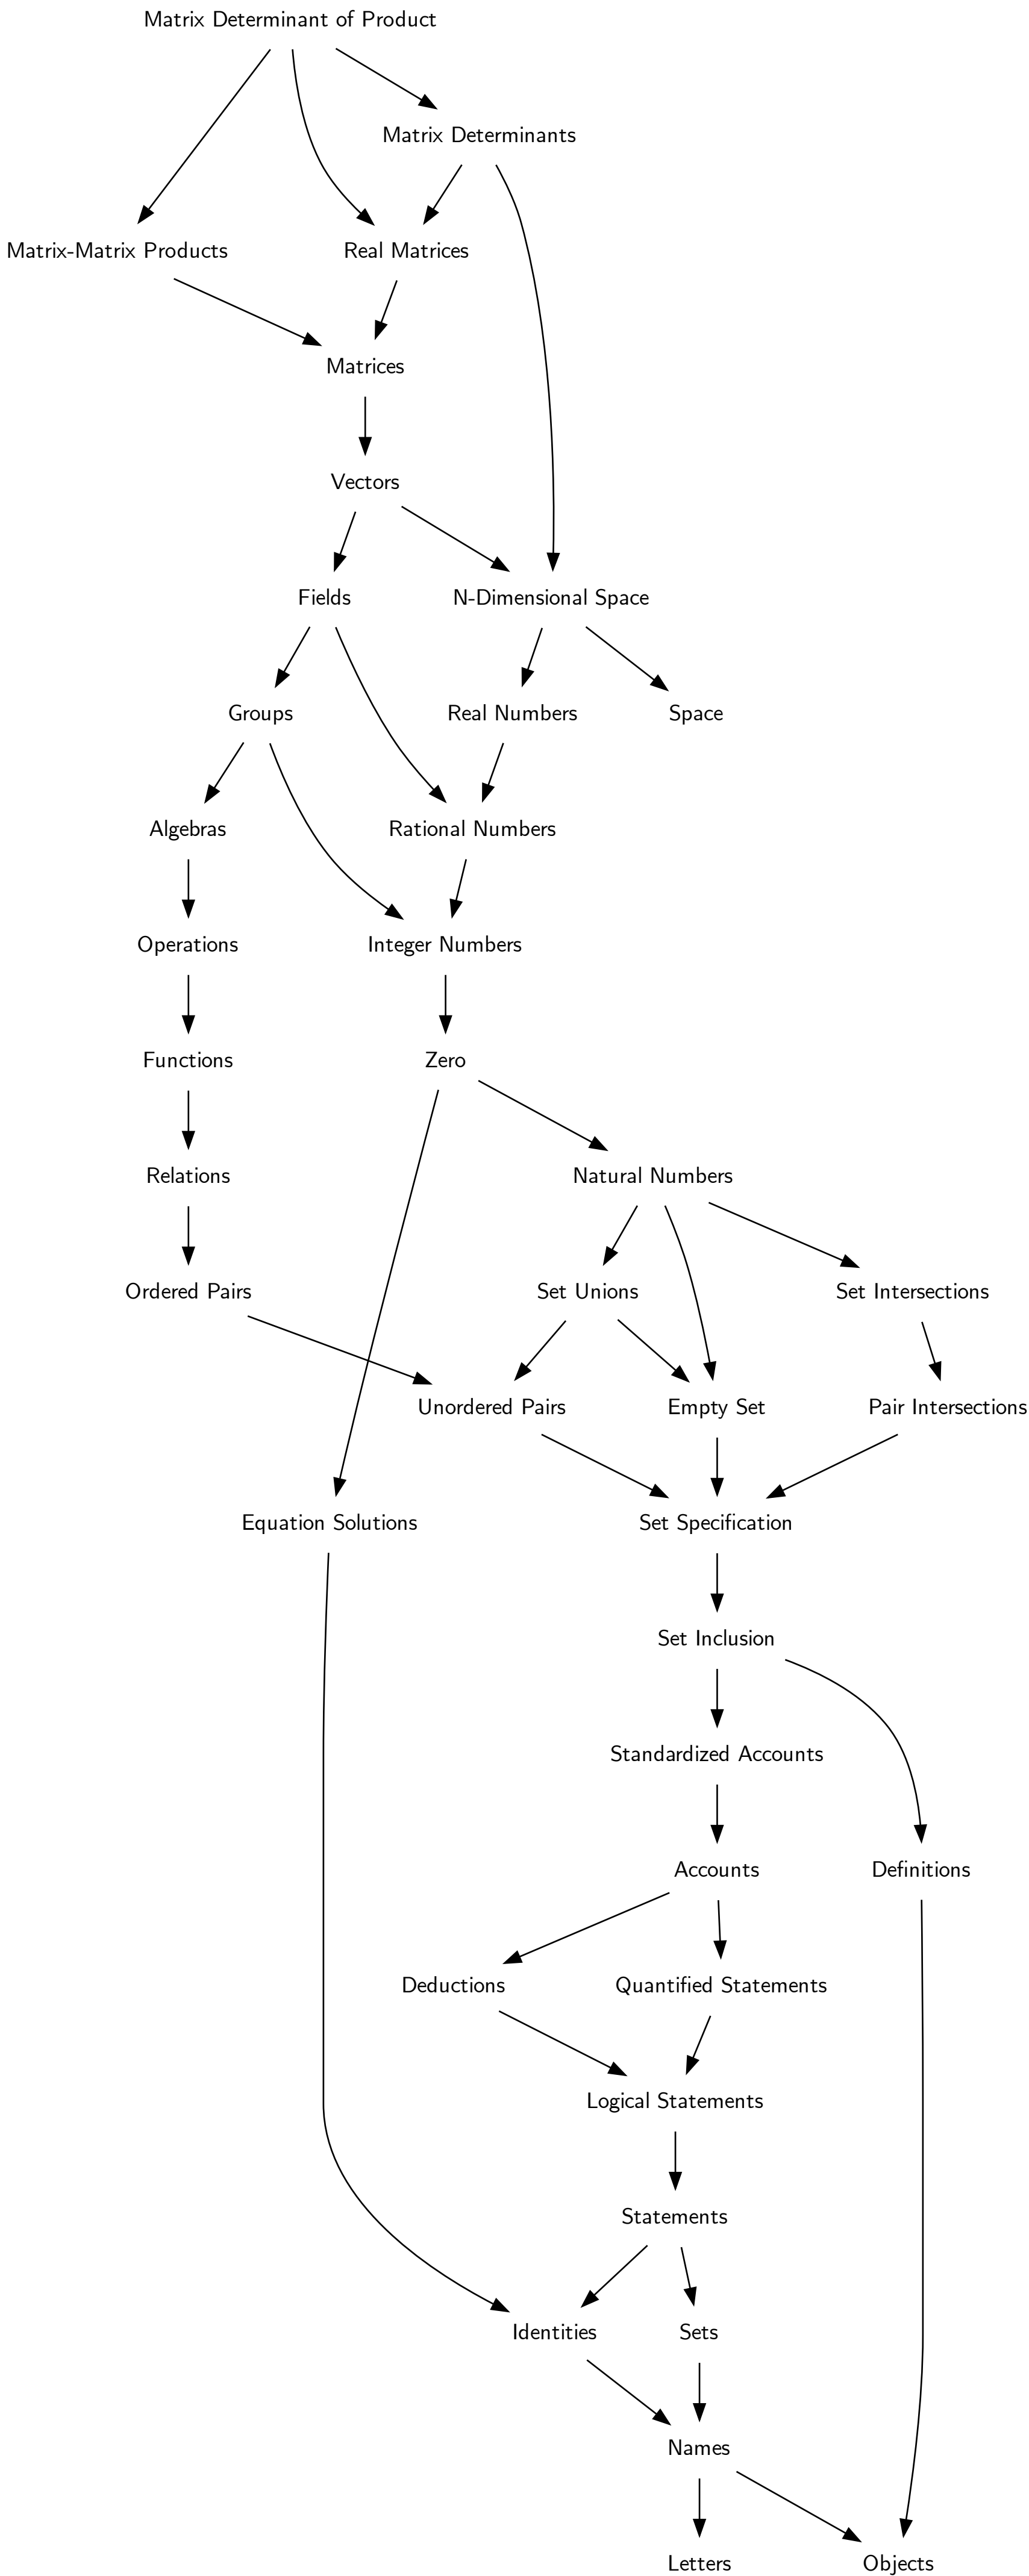 Matrix Determinant of Product
Matrix Determinants
Matrix-Matrix Products
Real Matrices
Matrices
Vectors
Fields
N-Dimensional Space
Groups
Real Numbers
Space
Algebras
Rational Numbers
Operations
Integer Numbers
Functions
Zero
Relations
Natural Numbers
Ordered Pairs
Set Unions
Set Intersections
Unordered Pairs
Empty Set
Pair Intersections
Equation Solutions
Set Specification
Set Inclusion
Standardized Accounts
Accounts
Definitions
Deductions
Quantified Statements
Logical Statements
Statements
Identities
Sets
Names
Letters
Objects